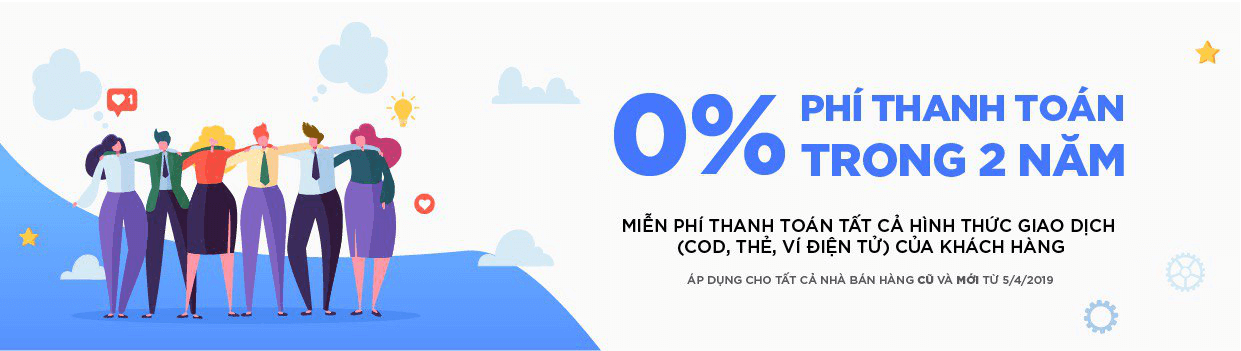 1
0% PHÍ THANH TOÁN
TRONG 2 NĂM
MIỄN PHÍ THANH TOÁN TẤT CẢ HÌNH THỨC GIAO DỊCH
(COD, THẺ, VÍ ĐIỆN TỬ) CỦA KHÁCH HÀNG
ÁP DỤNG CHO TẤT CẢ NHÀ BÁN HÀNG CŨ VÀ MỚI TỪ 5/4/2019